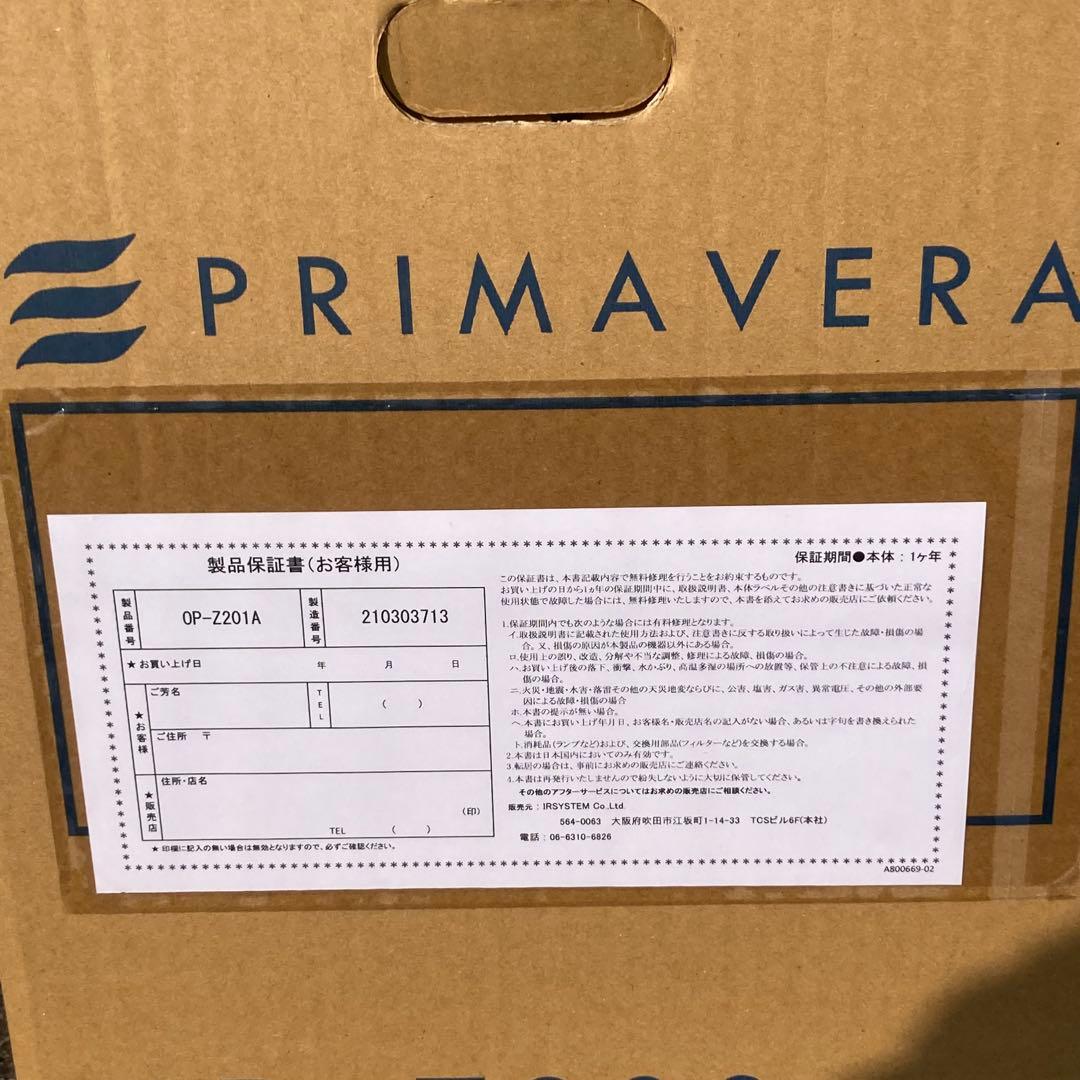 PRIMAVERA
製品保証書(お客様用)
保証期間●本体：1ヶ年
製品番号
OP-Z201A
製造番号
210303713
★お買い上げ日 年 月 日
★お客様
ご芳名
TEL
( )
ご住所 〒
★販売店
住所・店名
(印)
TEL ( )
★印欄に記入の無い場合は無効となりますので、必ずご確認ください。
この保証書は、本書記載内容で無料修理を行うことをお約束するものです。
お買い上げの日から1ヵ年の保証期間中に、取扱説明書、本体ラベルその他の注意書きに基づいた正常な
使用状態で故障した場合には、無料修理いたしますので、本書を添えてお求めの販売店にご依頼ください。
1.保証期間内でも次のような場合には有料修理となります。
イ.取扱説明書に記載された使用方法および、注意書きに反する取り扱いによって生じた故障・損傷の場
合。又、損傷の原因が本製品の機器以外にある場合。
ロ.使用上の誤り、改造、分解や不当な調整、修理による故障、損傷の場合。
ハ.お買い上げ後の落下、衝撃、水かぶり、高温多湿の場所への放置等、保管上の不注意による故障、損
傷の場合。
ニ.火災・地震・水害・落雷その他の天災地変ならびに、公害、塩害、ガス害、異常電圧、その他の外部要
因による故障・損傷の場合
ホ.本書の提示が無い場合。
ヘ.本書にお買い上げ年月日、お客様名・販売店名の記入がない場合、あるいは字句を書き換えられた
場合。
ト.消耗品(ランプなど)および、交換用部品(フィルターなど)を交換する場合。
2.本書は日本国内においてのみ有効です。
3.転居の場合は、事前にお求めの販売店にご連絡ください。
4.本書は再発行いたしませんので紛失しないように大切に保管してください。
その他のアフターサービスについてはお求めの販売店にご相談ください。
販売元：IRSYSTEM Co.,Ltd.
564-0063 大阪府吹田市江坂町1-14-33 TCSビル6F(本社)
電話：06-6310-6826
A800669-02